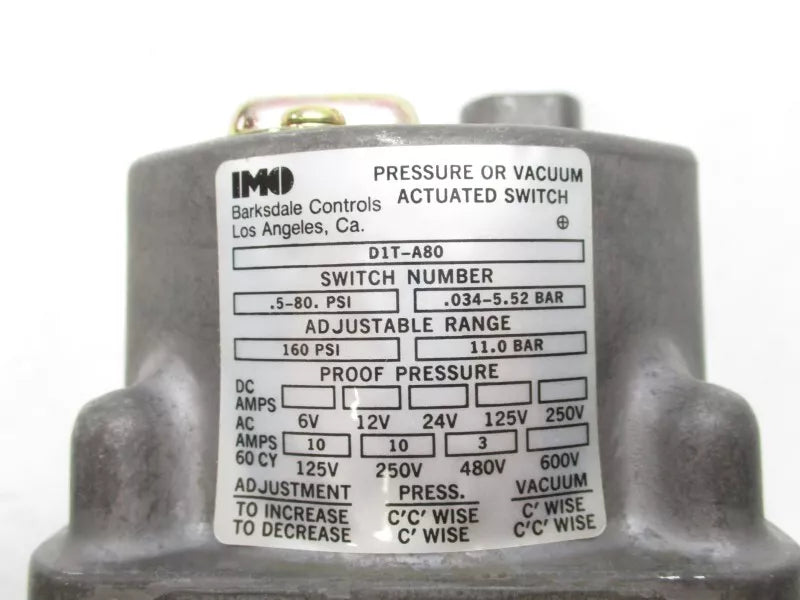 IMO
PRESSURE OR VACUUM
ACTUATED SWITCH
Barksdale Controls
Los Angeles, Ca.
D1T-A80
SWITCH NUMBER
.5-80. PSI .034-5.52 BAR
ADJUSTABLE RANGE
160 PSI 11.0 BAR
PROOF PRESSURE
DC
AMPS
6V 12V 24V 125V 250V
AC
AMPS 10 10 3
60 CY 125V 250V 480V 600V
ADJUSTMENT PRESS. VACUUM
TO INCREASE C'C' WISE C' WISE
TO DECREASE C' WISE C'C' WISE